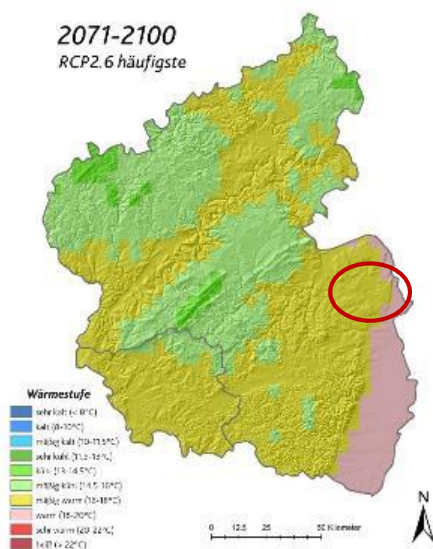 2071-2100
RCP2.6 häufigste
Wärmestufe
sehr kalt (< 8°C)
kalt (8-10°C)
mäßig kalt (10-11,5°C)
sehr kühl (11,5-13°C)
kühl (13-14,5°C)
mäßig kühl (14,5-16°C)
mäßig warm (16-18°C)
warm (18-20°C)
sehr warm (20-22°C)
heiß (> 22°C)
0 12,5 25 50 Kilometer
N